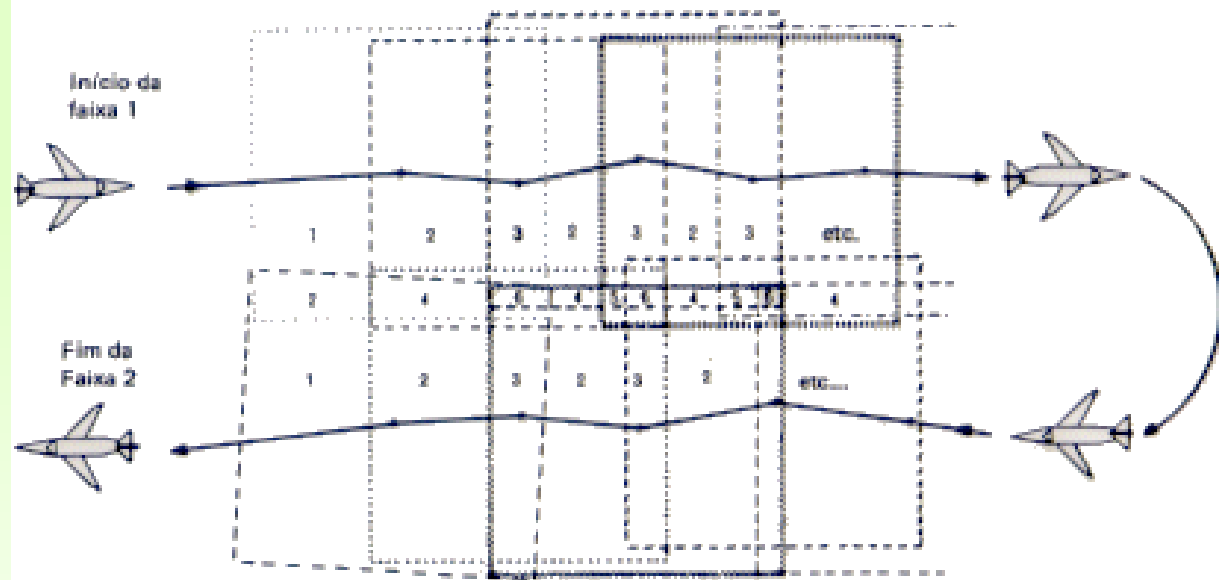 Início da
faixa 1
1 2 3 2 3 2 3 etc.
2 4 4 4 4
Fim da
Faixa 2
1 2 3 2 3 2 etc...